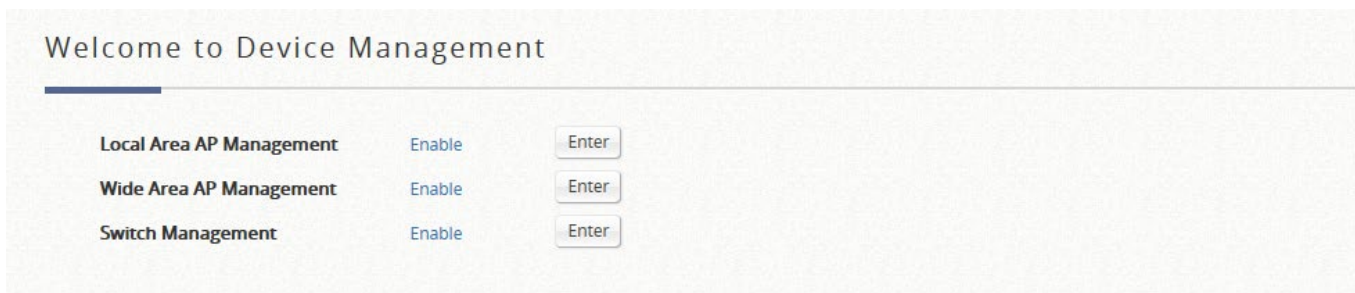 Welcome to Device Management
Local Area AP Management Enable Enter
Wide Area AP Management Enable Enter
Switch Management Enable Enter